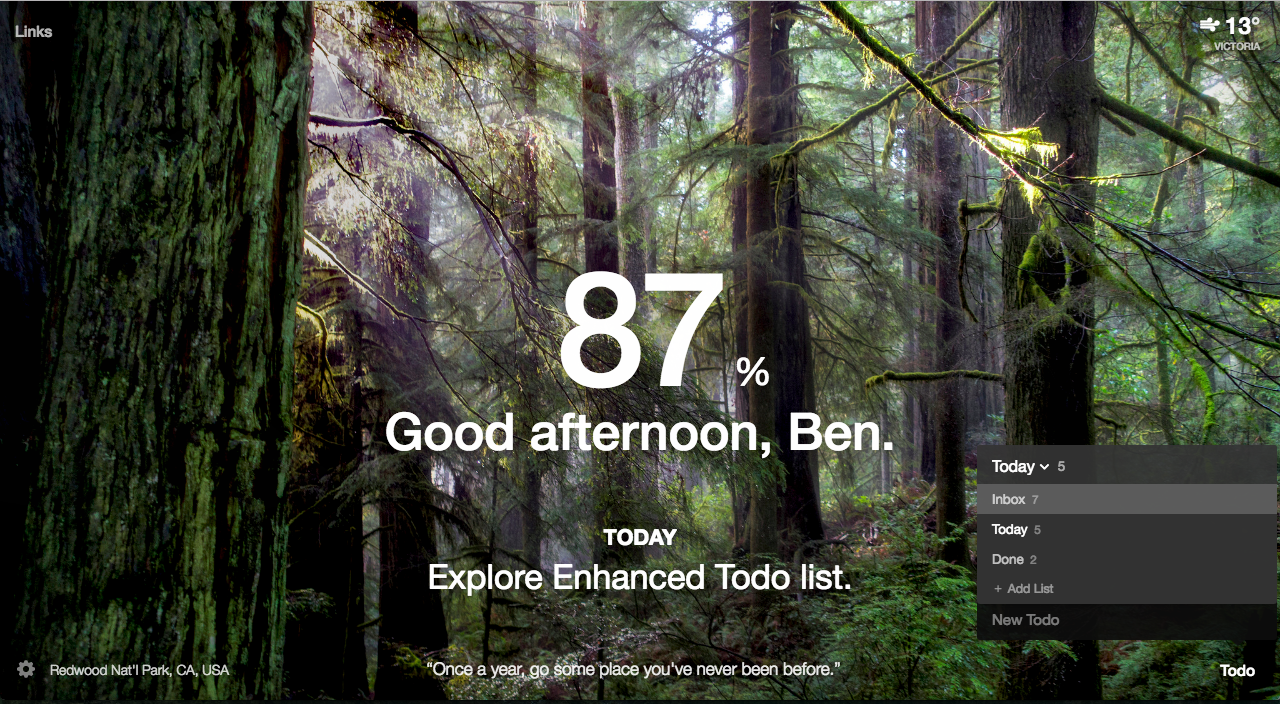 Links
13°
VICTORIA
87 %
Good afternoon, Ben.
TODAY
Explore Enhanced Todo list.
Today 5
Inbox 7
Today 5
Done 2
+ Add List
New Todo
Redwood Nat'l Park, CA, USA
“Once a year, go some place you've never been before.”
Todo